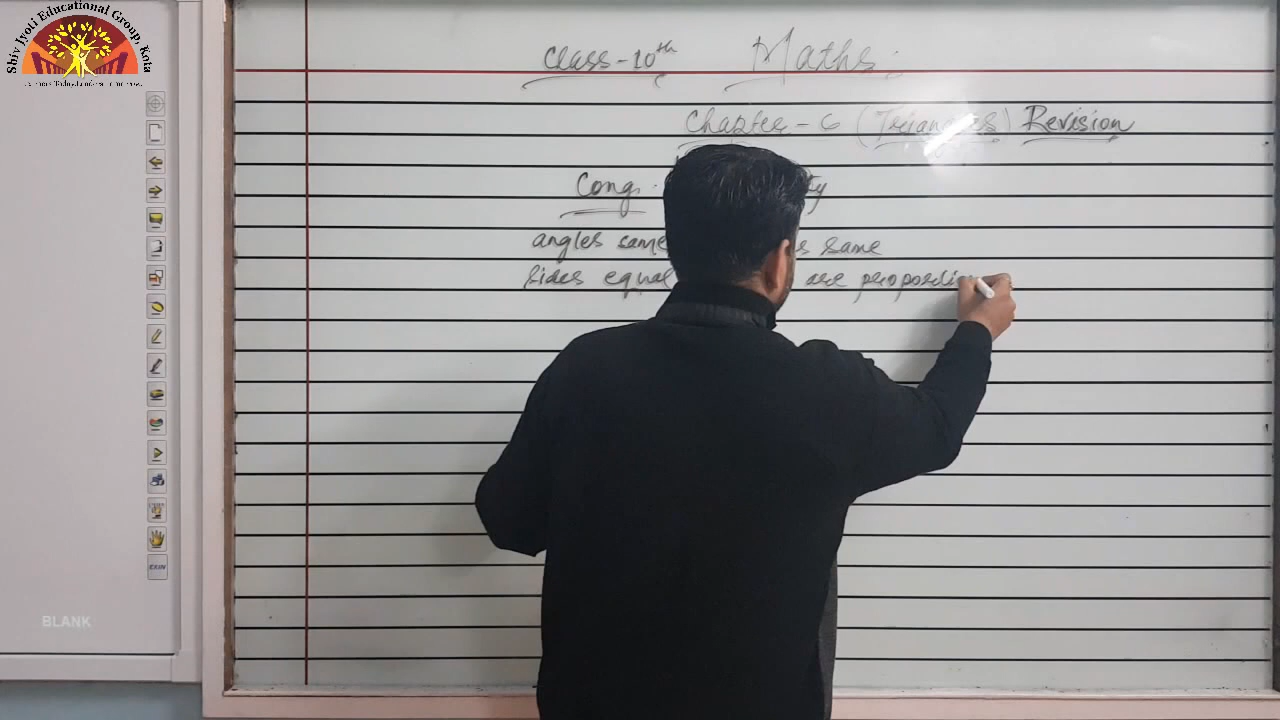 Shiv Jyoti Educational Group, Kota
Class-10th Maths
Chapter-6 (Triangles) Revision
Cong.
angles same same
sides equal are proportion
BLANK